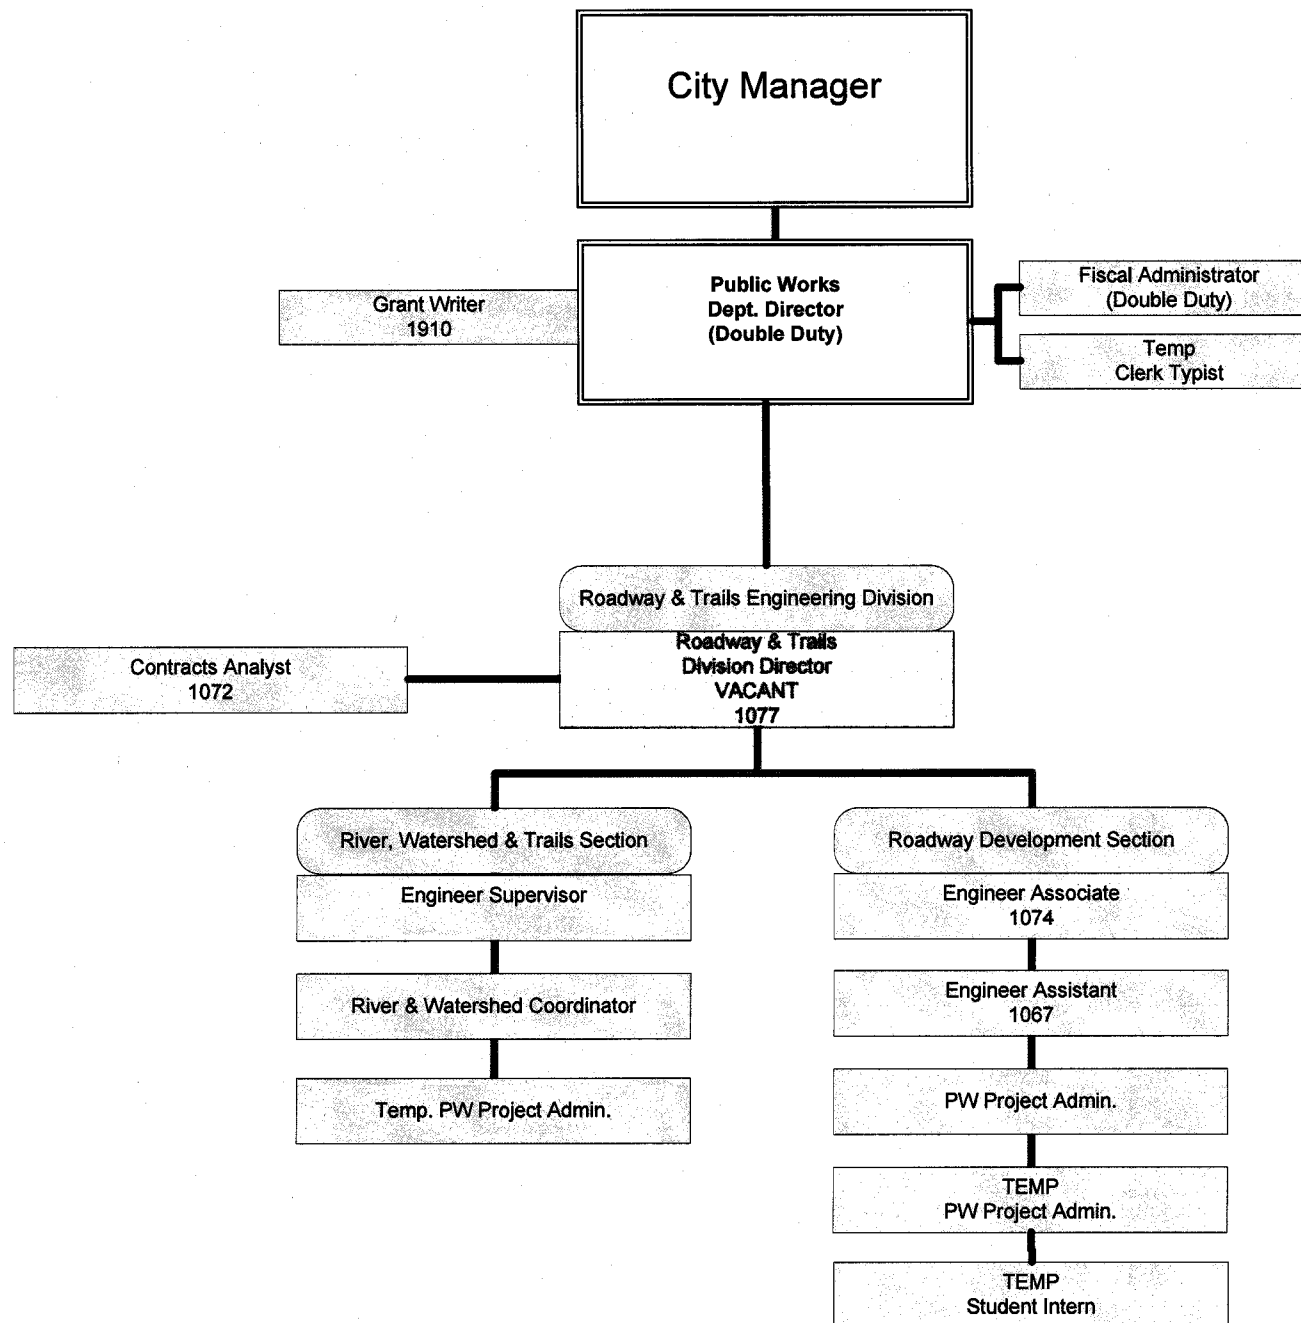 City Manager
Public Works
Dept. Director
(Double Duty)
Grant Writer
1910
Fiscal Administrator
(Double Duty)
Temp
Clerk Typist
Roadway & Trails Engineering Division
Roadway & Trails
Division Director
VACANT
1077
Contracts Analyst
1072
River, Watershed & Trails Section
Engineer Supervisor
River & Watershed Coordinator
Temp. PW Project Admin.
Roadway Development Section
Engineer Associate
1074
Engineer Assistant
1067
PW Project Admin.
TEMP
PW Project Admin.
TEMP
Student Intern